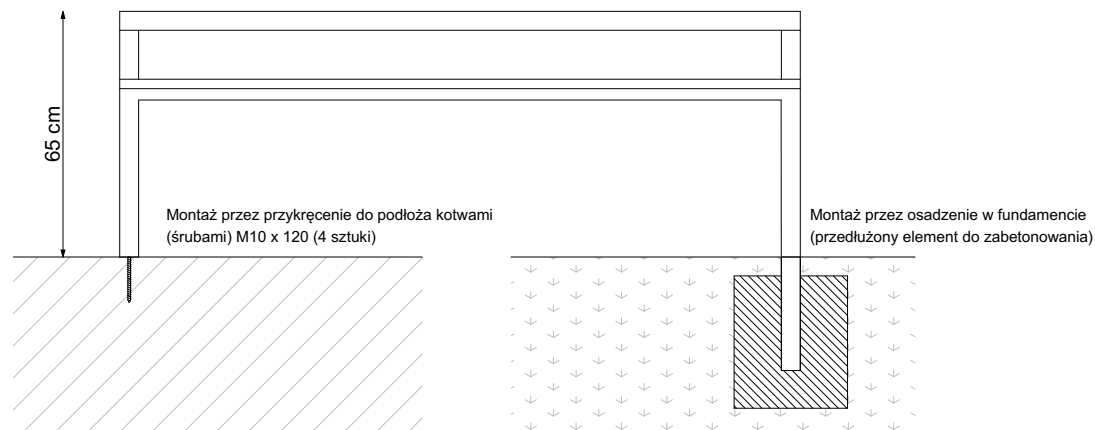 65 cm
Montaż przez przykręcenie do podłoża kotwami
(śrubami) M10 x 120 (4 sztuki)
Montaż przez osadzenie w fundamencie
(przedłużony element do zabetonowania)